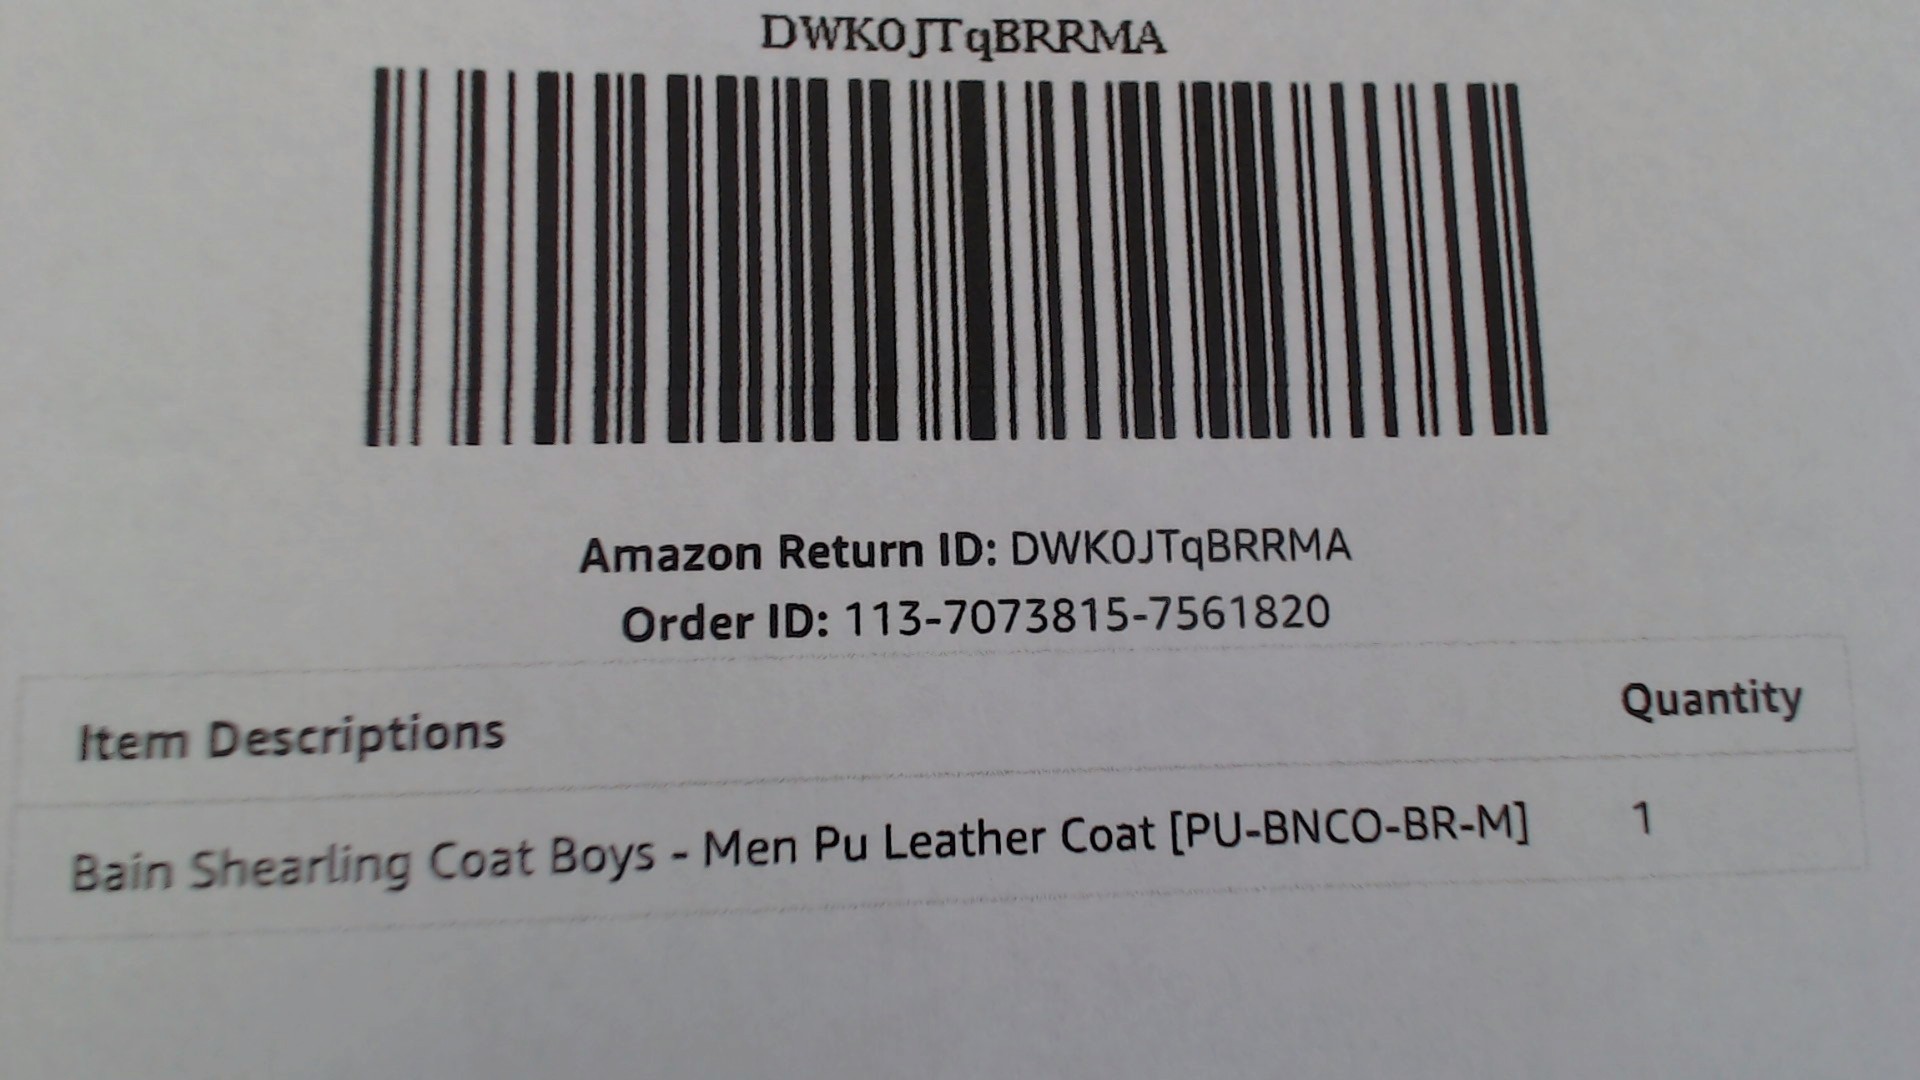 DWK0JTqBRRMA
Amazon Return ID: DWK0JTqBRRMA
Order ID: 113-7073815-7561820
Item Descriptions Quantity
Bain Shearling Coat Boys - Men Pu Leather Coat [PU-BNCO-BR-M] 1